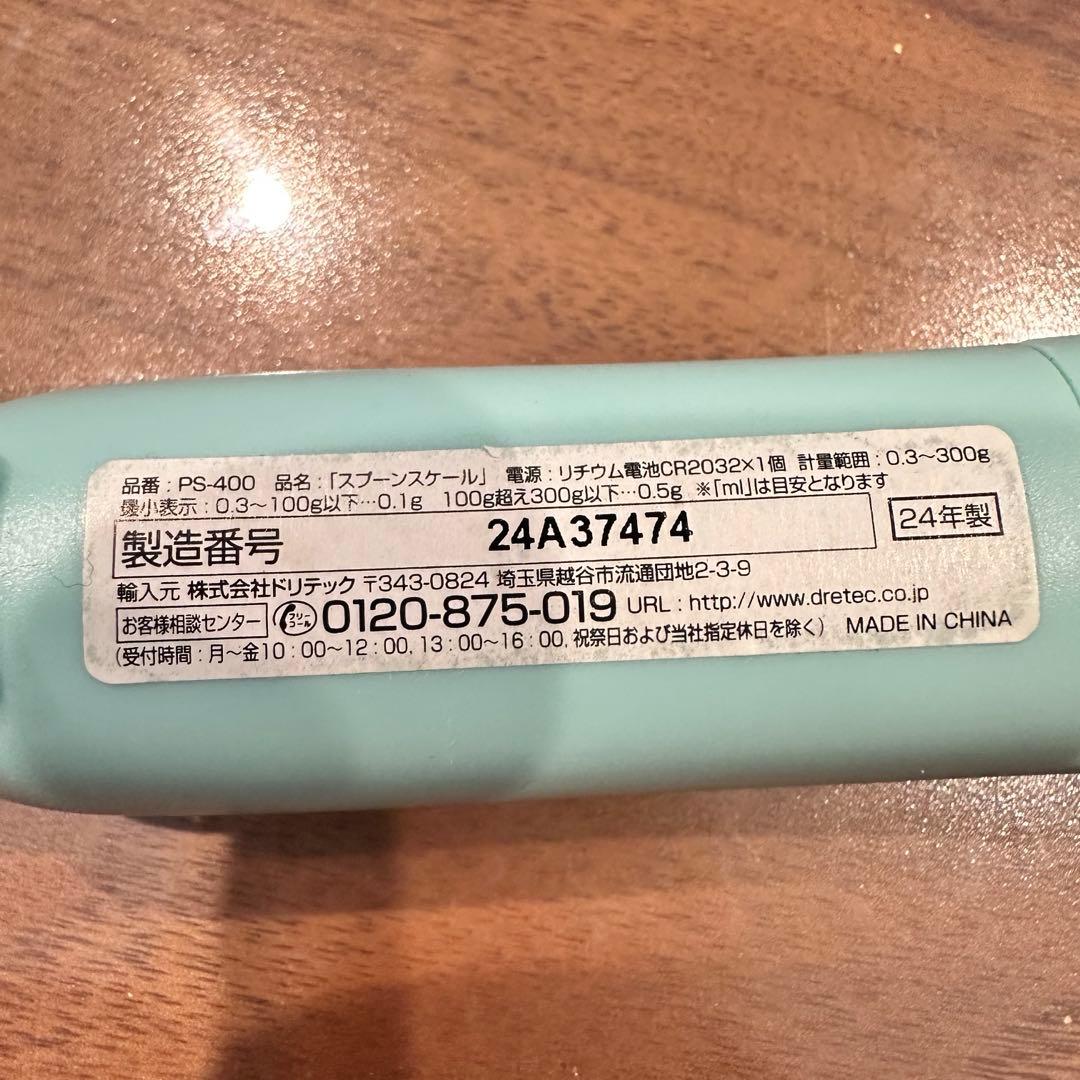 品番：PS-400 品名：「スプーンスケール」 電源：リチウム電池CR2032×1個 計量範囲：0.3～300g
最小表示：0.3～100g以下…0.1g 100g超え300g以下…0.5g ※「ml」は目安となります
製造番号 24A37474 24年製
輸入元 株式会社ドリテック 〒343-0824 埼玉県越谷市流通団地2-3-9
お客様相談センター フリーコール 0120-875-019 URL：http://www.dretec.co.jp
(受付時間：月～金10：00～12：00, 13：00～16：00, 祝祭日および当社指定休日を除く) MADE IN CHINA